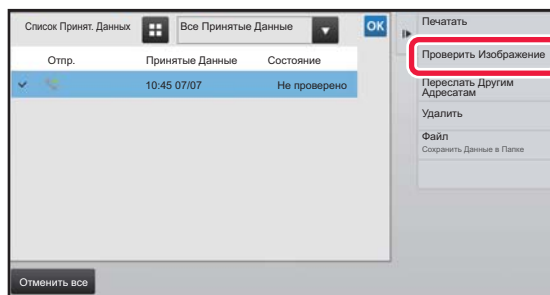 Список Принят. Данных
Все Принятые Данные
OK
Отпр.
Принятые Данные
Состояние
10:45 07/07
Не проверено
Отменить все
Печатать
Проверить Изображение
Переслать Другим
Адресатам
Удалить
Файл
Сохранить Данные в Папке